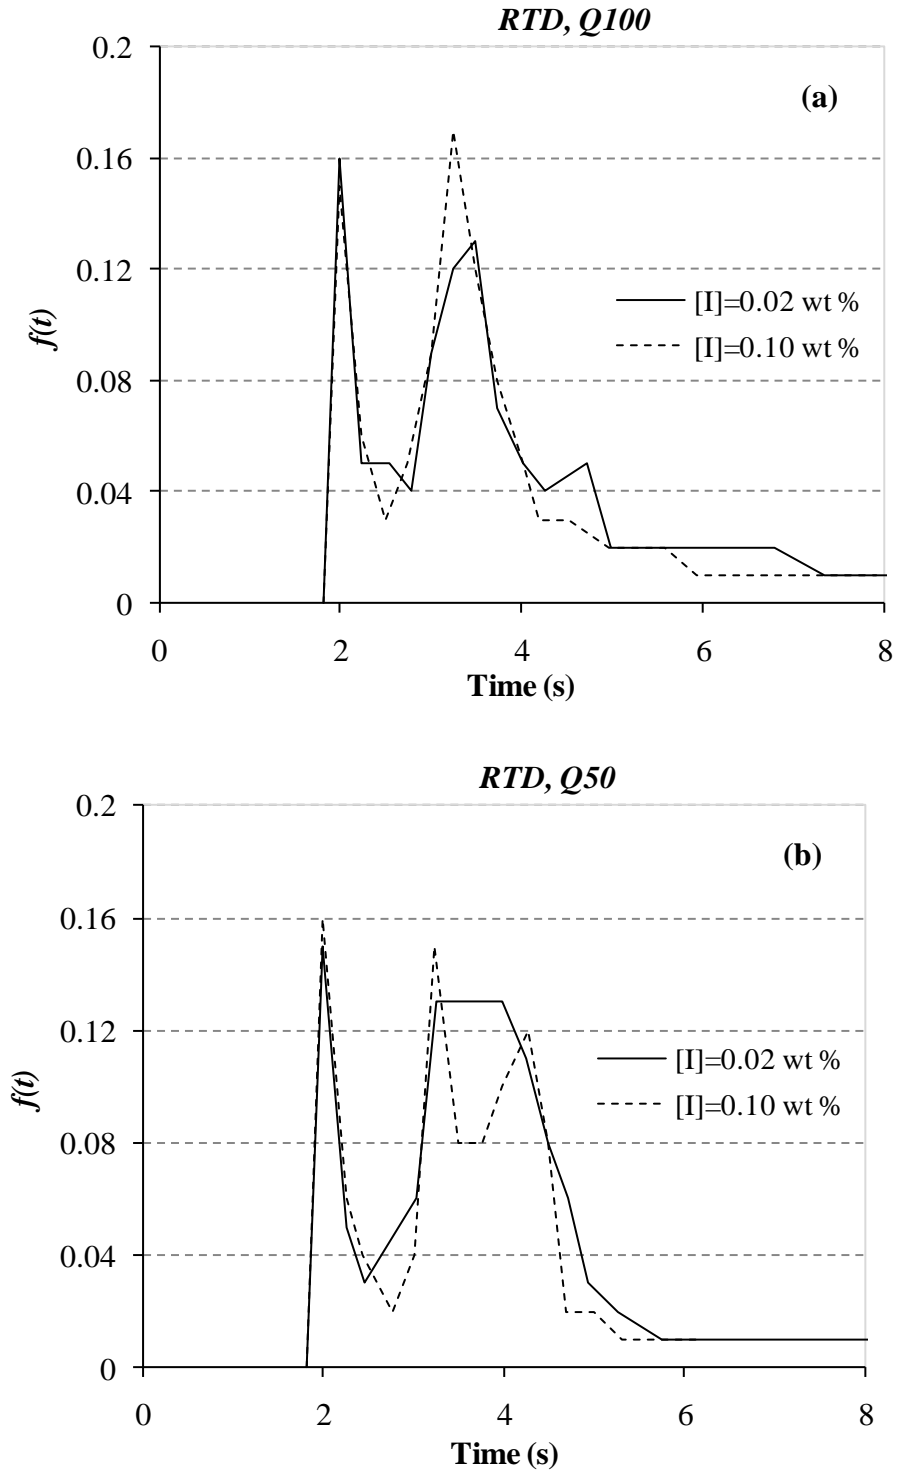 RTD, Q100
(a)
0.2
0.16
0.12
0.08
0.04
0
f(t)
[I]=0.02 wt %
[I]=0.10 wt %
0 2 4 6 8
Time (s)
RTD, Q50
(b)
0.2
0.16
0.12
0.08
0.04
0
f(t)
[I]=0.02 wt %
[I]=0.10 wt %
0 2 4 6 8
Time (s)